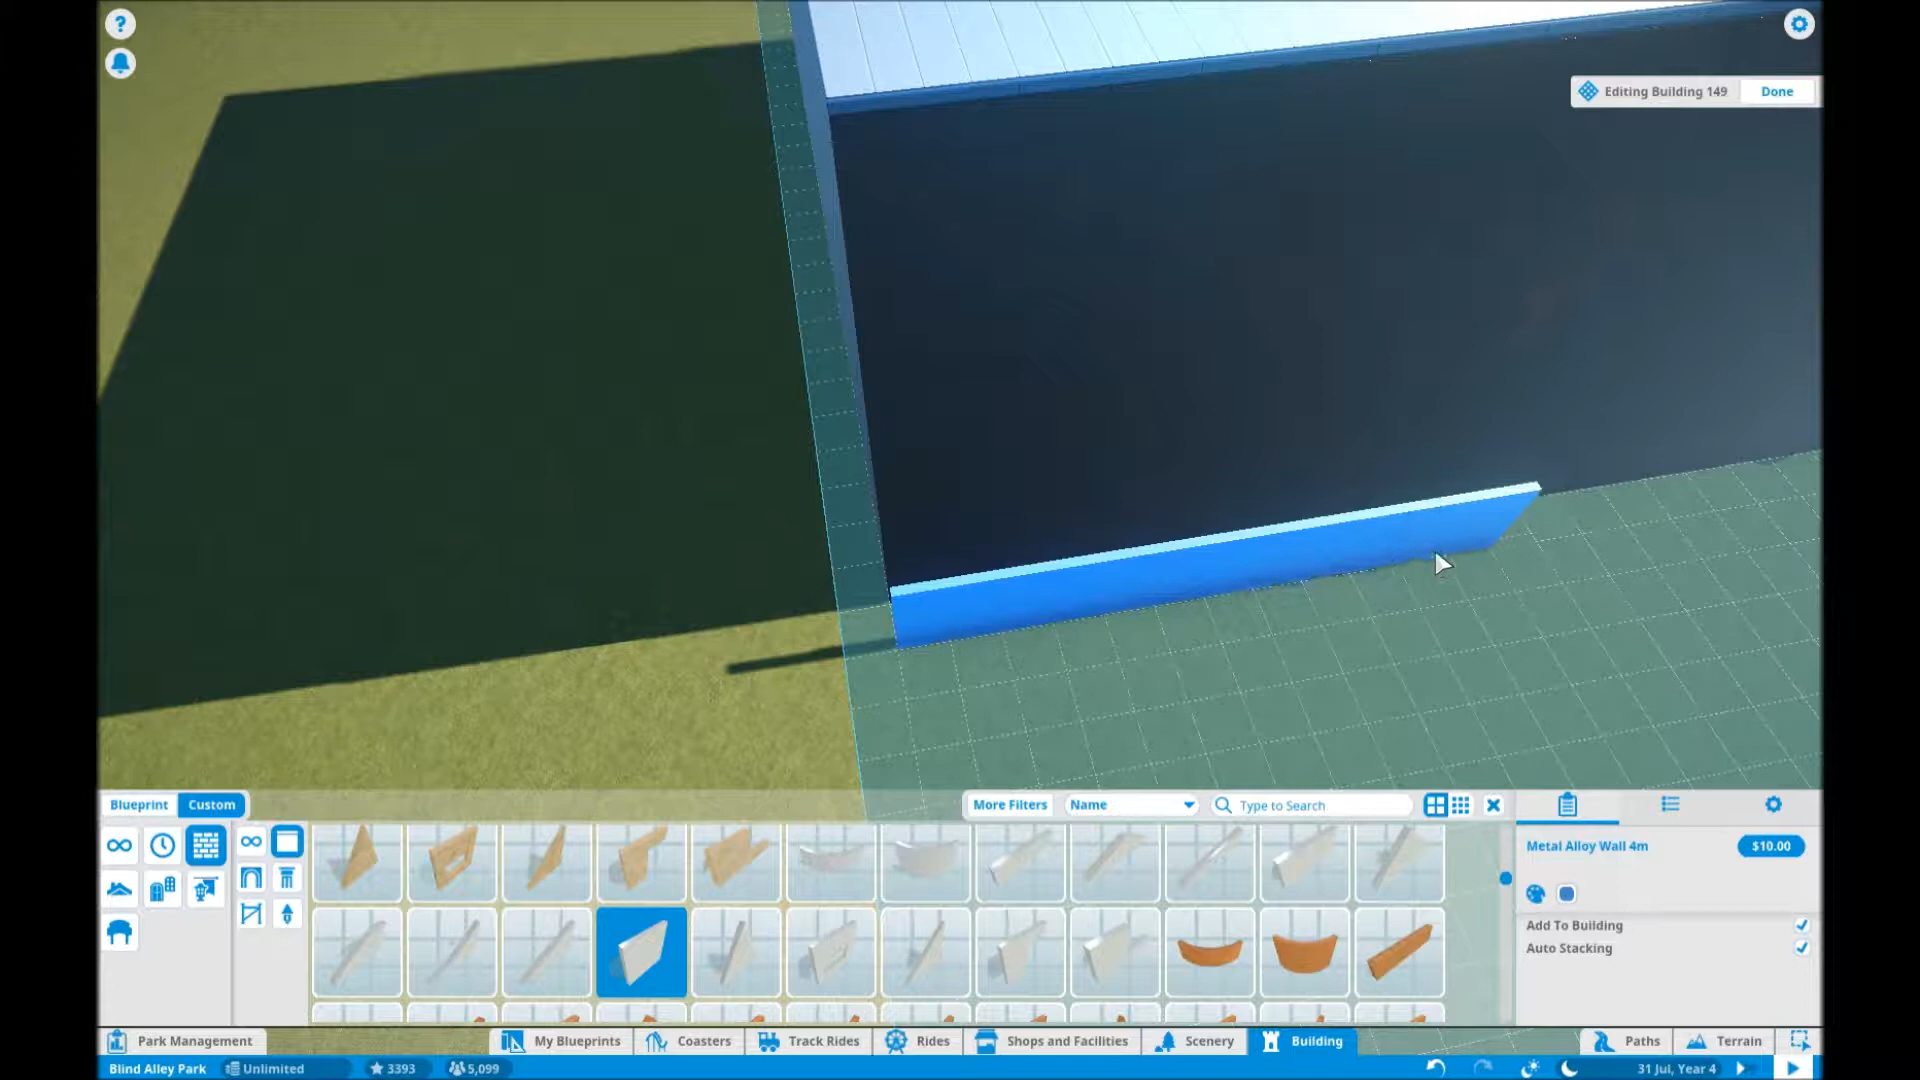 ?
Editing Building 149 Done
Blueprint Custom More Filters Name Type to Search
Metal Alloy Wall 4m $10.00
Add To Building
Auto Stacking
Park Management My Blueprints Coasters Track Rides Rides Shops and Facilities Scenery Building Paths Terrain
Blind Alley Park Unlimited 3393 5,099 31 Jul, Year 4